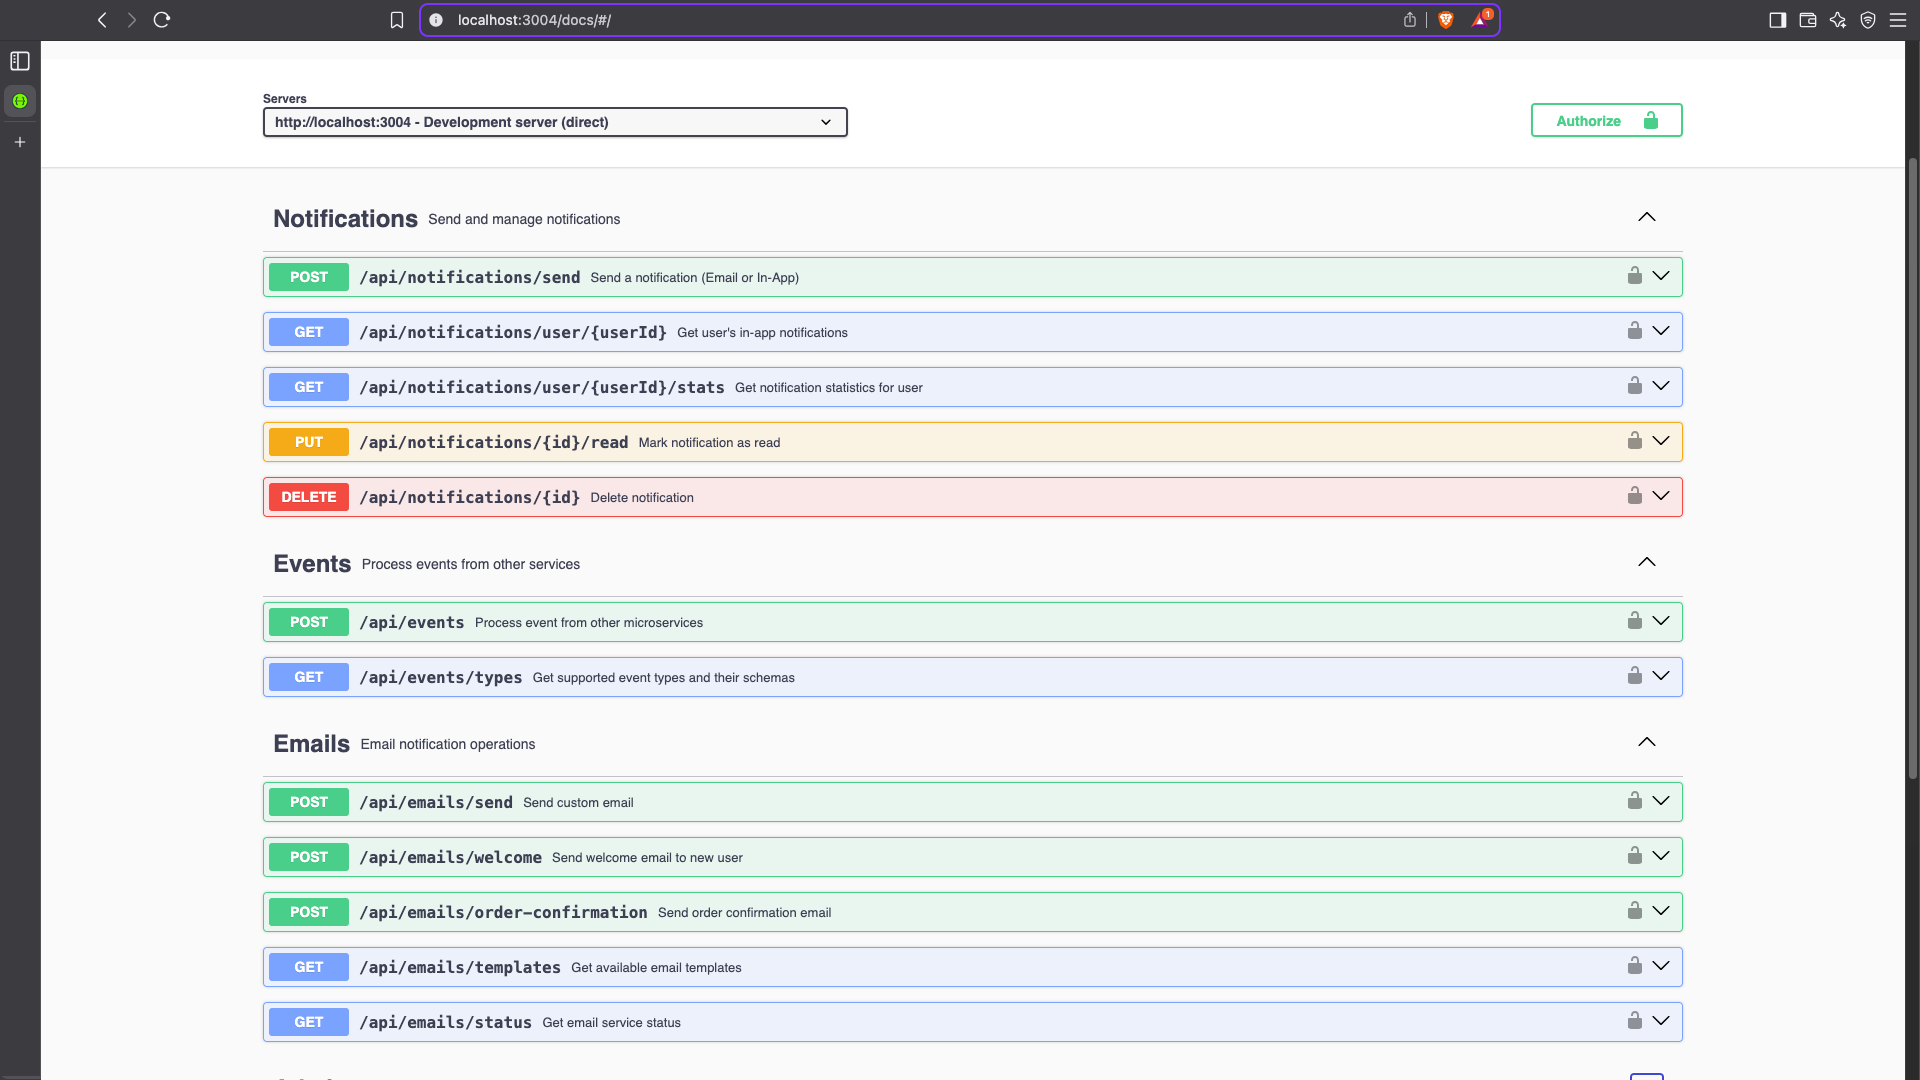 localhost:3004/docs/#/
1
Servers
http://localhost:3004 - Development server (direct)
Authorize
Notifications Send and manage notifications
POST /api/notifications/send Send a notification (Email or In-App)
GET /api/notifications/user/{userId} Get user's in-app notifications
GET /api/notifications/user/{userId}/stats Get notification statistics for user
PUT /api/notifications/{id}/read Mark notification as read
DELETE /api/notifications/{id} Delete notification
Events Process events from other services
POST /api/events Process event from other microservices
GET /api/events/types Get supported event types and their schemas
Emails Email notification operations
POST /api/emails/send Send custom email
POST /api/emails/welcome Send welcome email to new user
POST /api/emails/order-confirmation Send order confirmation email
GET /api/emails/templates Get available email templates
GET /api/emails/status Get email service status